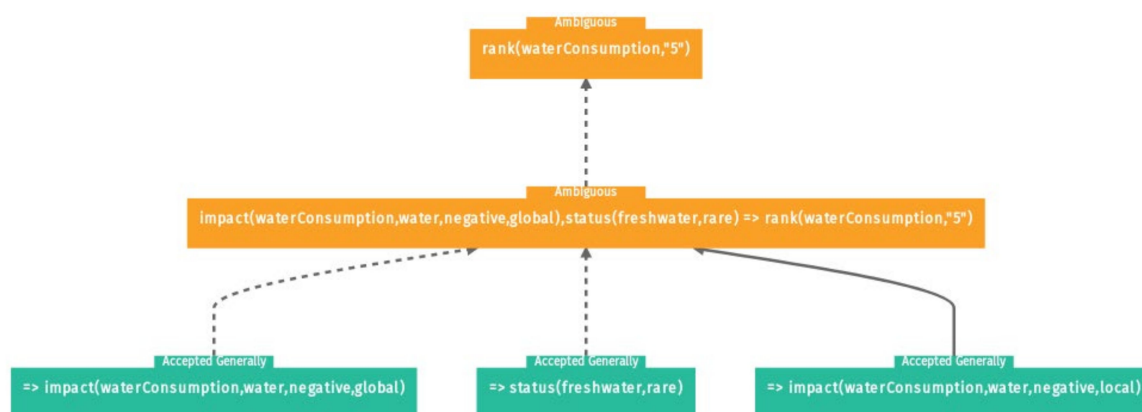 Ambiguous
rank(waterConsumption,"5")
Ambiguous
impact(waterConsumption,water,negative,global),status(freshwater,rare) => rank(waterConsumption,"5")
Accepted Generally
=> impact(waterConsumption,water,negative,global)
Accepted Generally
=> status(freshwater,rare)
Accepted Generally
=> impact(waterConsumption,water,negative,local)